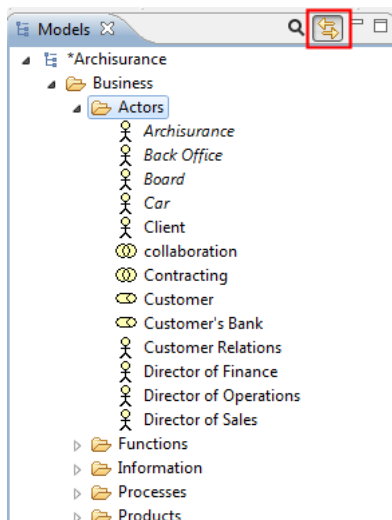 Models
*Archisurance
Business
Actors
Archisurance
Back Office
Board
Car
Client
collaboration
Contracting
Customer
Customer's Bank
Customer Relations
Director of Finance
Director of Operations
Director of Sales
Functions
Information
Processes
Products